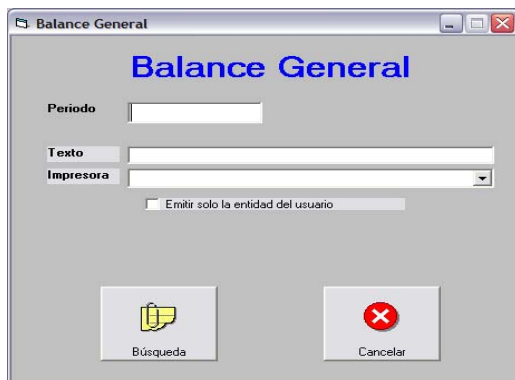 Balance General
Balance General
Periodo
Texto
Impresora
Emitir solo la entidad del usuario
Búsqueda
Cancelar